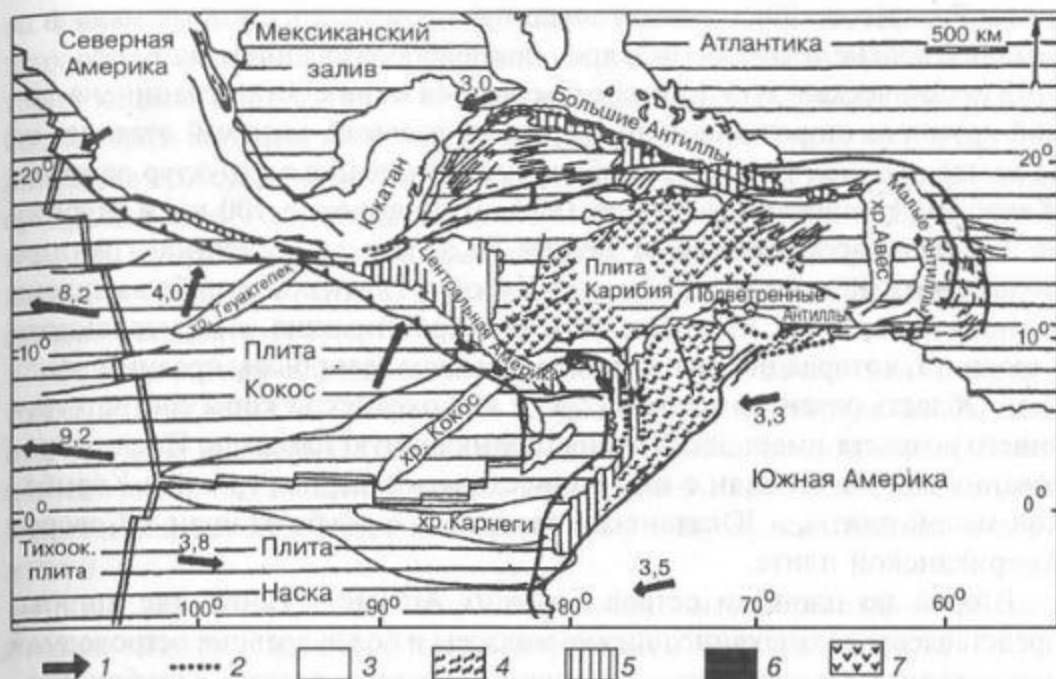 Северная
Америка
Мексиканский
залив
Атлантика
500 км
3,0
Большие Антиллы
20°
20°
Юкатан
Малые
Антиллы
хр. Авес
Центральная Америка
Плита
Карибия
Подветренные
Антиллы
8,2
4,0
хр. Теуактепек
10°
10°
Плита
Кокос
хр. Кокос
3,3
9,2
Южная Америка
0
0°
хр. Карнеги
Тихоок.
плита
3,8
Плита
Наска
3,5
100°
90°
80°
70°
60°
1
2
3
4
5
6
7